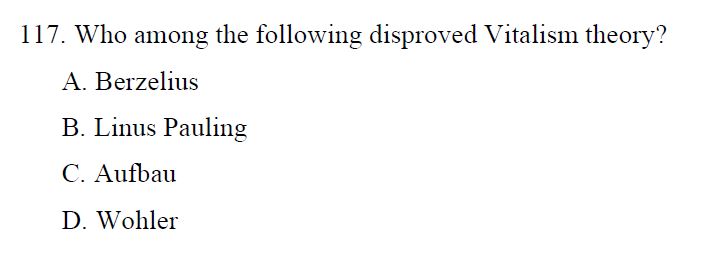 117. Who among the following disproved Vitalism theory?
A. Berzelius
B. Linus Pauling
C. Aufbau
D. Wohler